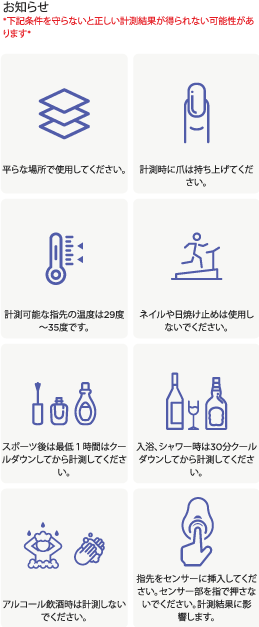 お知らせ
*下記条件を守らないと正しい計測結果が得られない可能性があ
ります*
平らな場所で使用してください。
計測時に爪は持ち上げてくだ
さい。
計測可能な指先の温度は29度
～35度です。
ネイルや日焼け止めは使用し
ないでください。
スポーツ後は最低１時間はクー
ルダウンしてから計測してくださ
い。
入浴、シャワー時は30分クール
ダウンしてから計測してくださ
い。
アルコール飲酒時は計測しない
でください。
指先をセンサーに挿入してくだ
さい。センサー部を指で押さな
いでください。計測結果に影
響します。